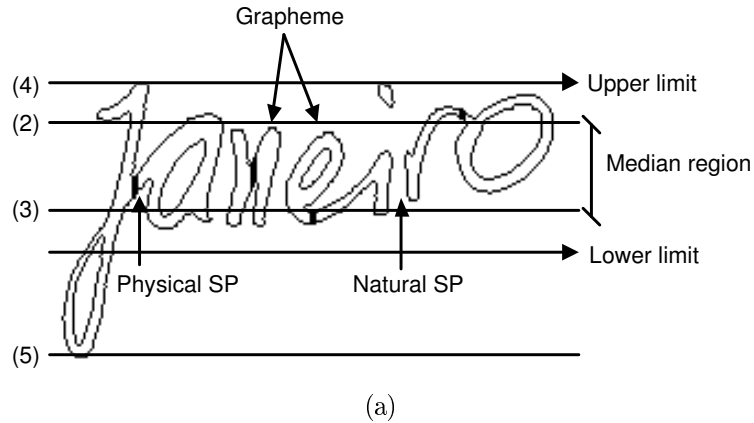 Grapheme
(4) Upper limit
(2)
Janeiro
Median region
(3)
Lower limit
Physical SP Natural SP
(5)
(a)